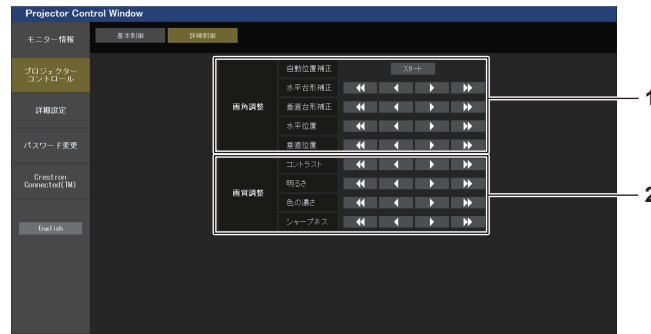 Projector Control Window
モニター情報
基本制御
詳細制御
プロジェクター
コントロール
詳細設定
パスワード変更
Crestron
Connected(TM)
English
画角調整
自動位置補正
スタート
水平台形補正
垂直台形補正
水平位置
垂直位置
1
画質調整
コントラスト
明るさ
色の濃さ
シャープネス
2